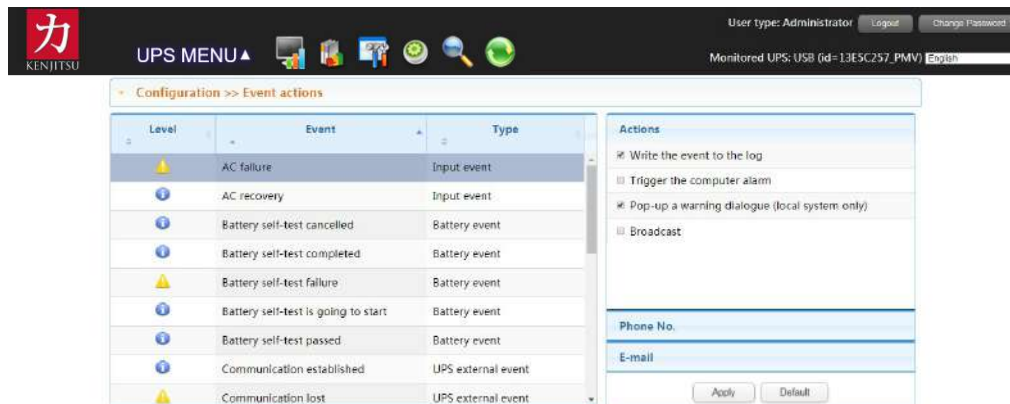 User type: Administrator Logout Change Password
力
KENJITSU
UPS MENU▲
Monitored UPS: USB (id=13E5C257_PMV) English
Configuration >> Event actions
Level Event Type
AC failure Input event
AC recovery Input event
Battery self-test cancelled Battery event
Battery self-test completed Battery event
Battery self-test failure Battery event
Battery self-test is going to start Battery event
Battery self-test passed Battery event
Communication established UPS external event
Communication lost UPS external event
Actions
Write the event to the log
Trigger the computer alarm
Pop-up a warning dialogue (local system only)
Broadcast
Phone No.
E-mail
Apply Default